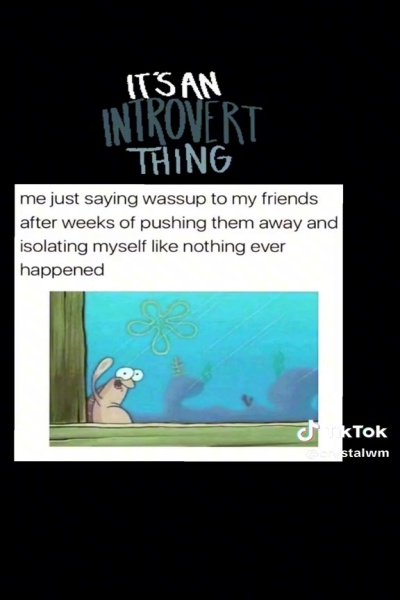 IT'S AN
INTROVERT
THING
me just saying wassup to my friends
after weeks of pushing them away and
isolating myself like nothing ever
happened
TikTok
@crystalwm